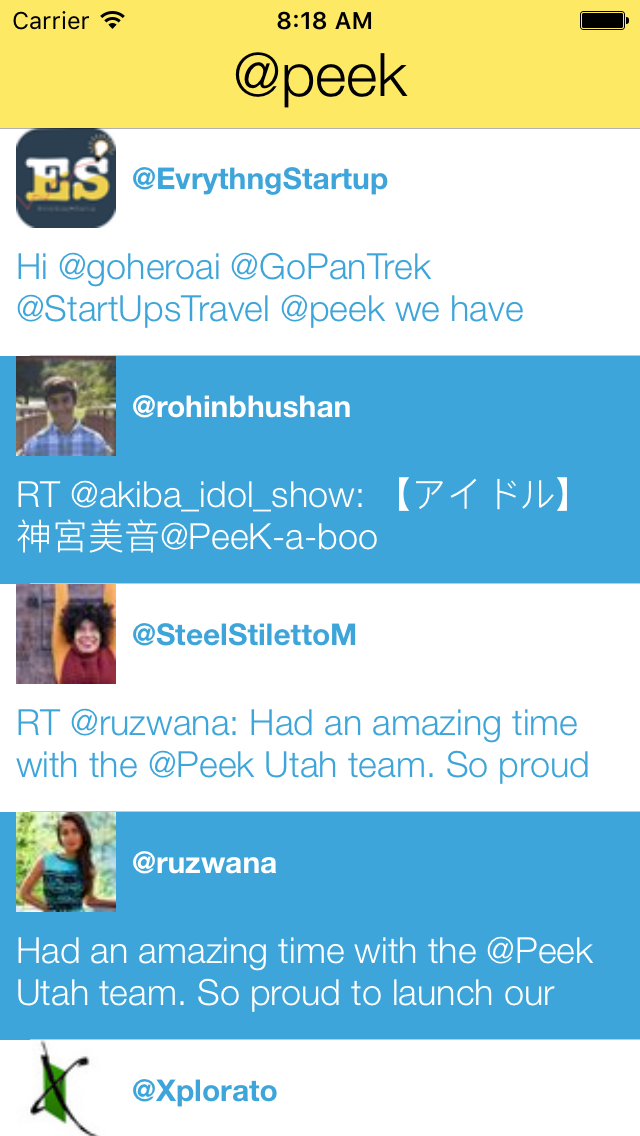 Carrier 8:18 AM
@peek
ES
@EvrythngStartup
Hi @goheroai @GoPanTrek
@StartUpsTravel @peek we have
@rohinbhushan
RT @akiba_idol_show: 【アイドル】
神宮美音@PeeK-a-boo
@SteelStilettoM
RT @ruzwana: Had an amazing time
with the @Peek Utah team. So proud
@ruzwana
Had an amazing time with the @Peek
Utah team. So proud to launch our
@Xplorato